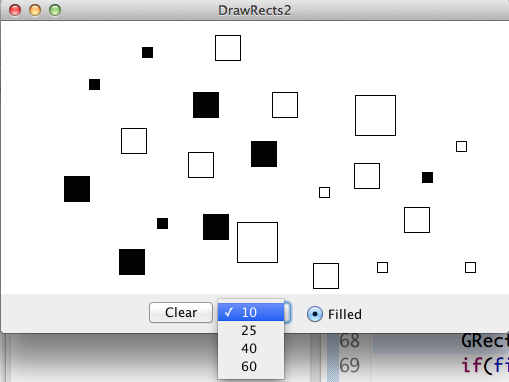 DrawRects2
Clear
✓ 10
Filled
25
40
60
68 GRect
69 if(fi